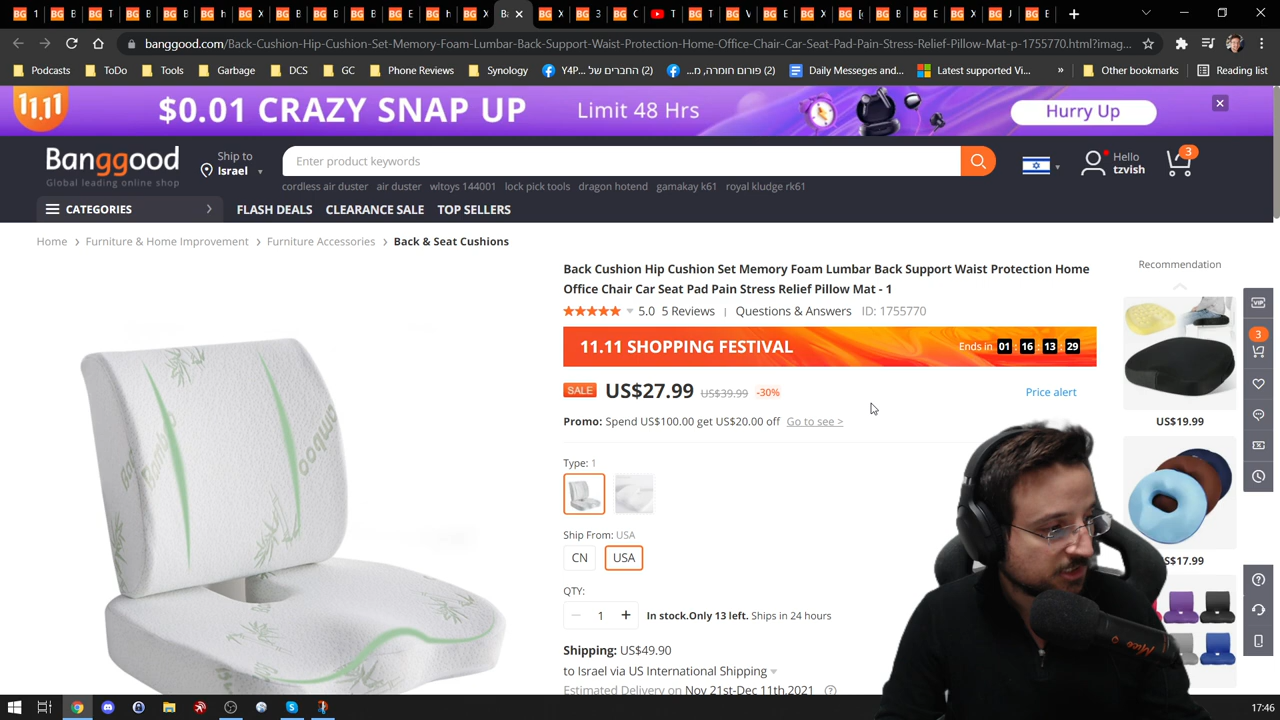 BG
banggood.com/Back-Cushion-Hip-Cushion-Set-Memory-Foam-Lumbar-Back-Support-Waist-Protection-Home-Office-Chair-Car-Seat-Pad-Pain-Stress-Relief-Pillow-Mat-p-1755770.html?imag...
Podcasts ToDo Tools Garbage DCS GC Phone Reviews Synology (2) החברים של Y4P... (2) פורום חומרה, מ... Daily Messeges and... Latest supported Vi... » Other bookmarks Reading list
11.11 $0.01 CRAZY SNAP UP Limit 48 Hrs Hurry Up
Banggood
Global leading online shop
Ship to
Israel
Enter product keywords
Hello
tzvish
3
cordless air duster air duster wltoys 144001 lock pick tools dragon hotend gamakay k61 royal kludge rk61
CATEGORIES FLASH DEALS CLEARANCE SALE TOP SELLERS
Home > Furniture & Home Improvement > Furniture Accessories > Back & Seat Cushions
Back Cushion Hip Cushion Set Memory Foam Lumbar Back Support Waist Protection Home
Office Chair Car Seat Pad Pain Stress Relief Pillow Mat - 1
5.0 5 Reviews | Questions & Answers ID: 1755770
11.11 SHOPPING FESTIVAL Ends in 01 : 16 : 13 : 29
SALE US$27.99 US$39.99 -30% Price alert
Promo: Spend US$100.00 get US$20.00 off Go to see >
Type: 1
Ship From: USA
CN USA
QTY:
1 In stock.Only 13 left. Ships in 24 hours
Shipping: US$49.90
to Israel via US International Shipping
Estimated Delivery on Nov 21st-Dec 11th,2021
Recommendation
US$19.99
$17.99
VIP
3
17:46